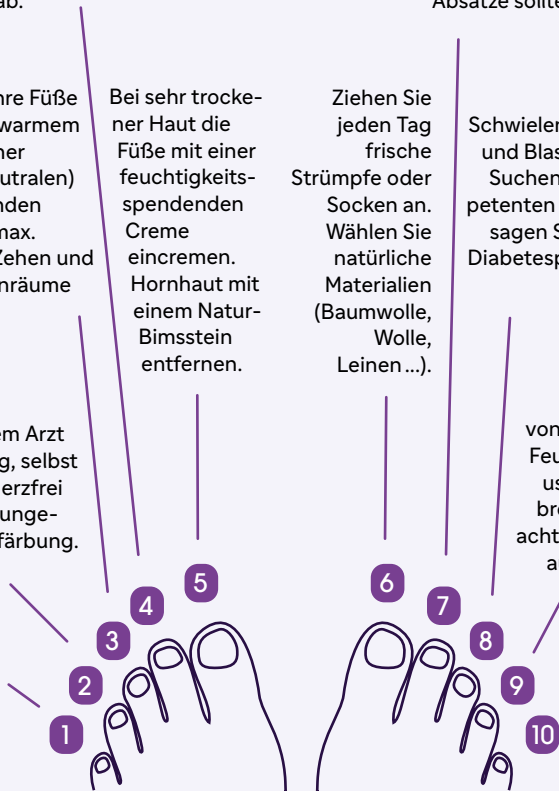 ab.
Absätze sollte
hre Füße
warmem
her
utralen)
nden
max.
Zehen und
nräume
Bei sehr trocke-
ner Haut die
Füße mit einer
feuchtigkeits-
spendenden
Creme
eincremen.
Hornhaut mit
einem Natur-
Bimsstein
entfernen.
Ziehen Sie
jeden Tag
frische
Strümpfe oder
Socken an.
Wählen Sie
natürliche
Materialien
(Baumwolle,
Wolle,
Leinen ...).
Schwielen
und Blas
Suchen
petenten
sagen S
Diabetesp
em Arzt
g, selbst
erzfrei
unge-
färbung.
von
Feu
us
bre
acht
a
1
2
3
4
5
6
7
8
9
10